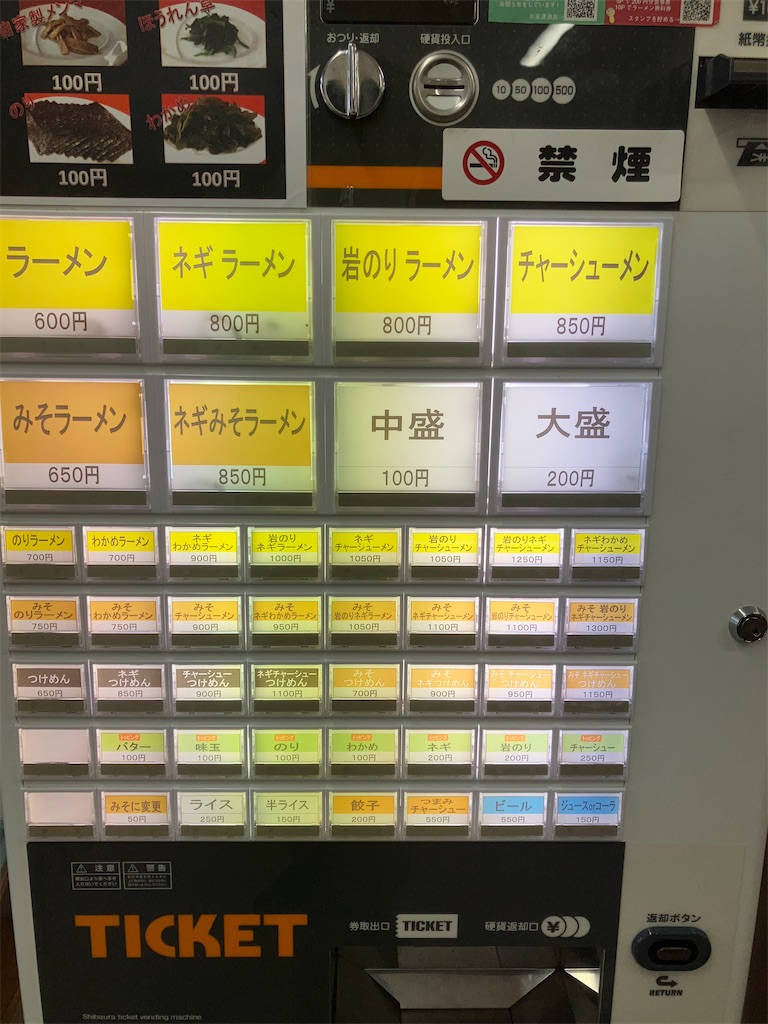 家製メンマ
ほうれん草
100円
100円
のり
わかめ
100円
100円
おつり・返却
硬貨投入口
10 50 100 500
スタンプを貯める
禁煙
ラーメン
600円
ネギ ラーメン
800円
岩のり ラーメン
800円
チャーシューメン
850円
みそラーメン
650円
ネギみそラーメン
850円
中盛
100円
大盛
200円
のりラーメン
700円
わかめラーメン
700円
ネギ
わかめラーメン
900円
岩のり
ネギラーメン
1000円
ネギ
チャーシューメン
1050円
岩のり
チャーシューメン
1050円
岩のりネギ
チャーシューメン
1250円
ネギわかめ
チャーシューメン
1150円
みそ
のりラーメン
750円
みそ
わかめラーメン
750円
みそ
チャーシューメン
900円
みそ
ネギわかめラーメン
950円
みそ
岩のりネギラーメン
1050円
みそ
ネギチャーシューメン
1100円
みそ
岩のりチャーシューメン
1100円
みそ 岩のり
ネギチャーシューメン
1300円
つけめん
650円
ネギ
つけめん
850円
チャーシュー
つけめん
900円
ネギチャーシュー
つけめん
1100円
みそ
つけめん
700円
みそ
ネギつけめん
900円
みそ チャーシュー
つけめん
950円
みそ ネギチャーシュー
つけめん
1150円
トッピング
バター
100円
トッピング
味玉
100円
トッピング
のり
100円
トッピング
わかめ
100円
トッピング
ネギ
200円
トッピング
岩のり
200円
トッピング
チャーシュー
250円
みそに変更
50円
ライス
250円
半ライス
150円
餃子
200円
つまみ
チャーシュー
550円
ビール
550円
ジュースorコーラ
150円
注意
警告
TICKET
券取出口
TICKET
硬貨返却口
¥
返却ボタン
RETURN
Shibaura ticket vending machine